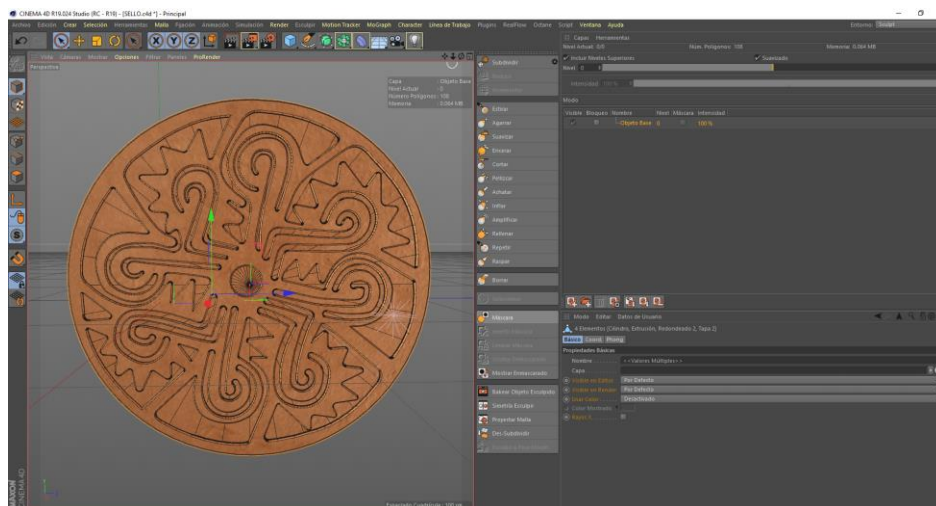 CINEMA 4D R19.024 Studio (RC - R19) - [SELLO.c4d *] - Principal
Archivo Edición Crear Selección Herramientas Malla Fijación Animación Simulación Render Esculpir Motion Tracker MoGraph Character Línea de Trabajo Plugins RealFlow Octane Script Ventana Ayuda
Entorno: Sculpt
Vista Cámaras Mostrar Opciones Filtrar Paneles ProRender
Perspectiva
Capa : Objeto Base
Nivel Actual : 0
Número Polígonos : 108
Memoria : 0.064 MB
Subdividir
Editar
Agarrar
Suavizar
Encerar
Cortar
Pellizcar
Achatar
Inflar
Amplificar
Rellenar
Repetir
Raspar
Borrar
Máscara
Mostrar Enmascarado
Bakear Objeto Esculpido
Simetría Esculpir
Proyectar Malla
Des-Subdividir
Capas Herramientas
Nivel Actual 0/0 Núm. Polígonos: 108 Memoria: 0.064 MB
Incluir Niveles Superiores Suavizado
Nivel 0
Intensidad 100 %
Modo
Visible Bloqueo Nombre Nivel Máscara Intensidad
Objeto Base 0 100%
Modo Editar Datos de Usuario
4 Elementos [Cilindro, Extrusión, Redondeado 2, Tapa 2]
Básico Coord. Phong
Propiedades Básicas
Nombre <<Valores Múltiples>>
Capa
Visible en Editor Por Defecto
Visible en Render Por Defecto
Usar Color Desactivado
Color Mostrado
Rayos X
MAXON
CINEMA 4D